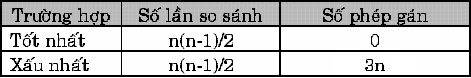 Trường hợp Số lần so sánh Số phép gán
Tốt nhất n(n-1)/2 0
Xấu nhất n(n-1)/2 3n